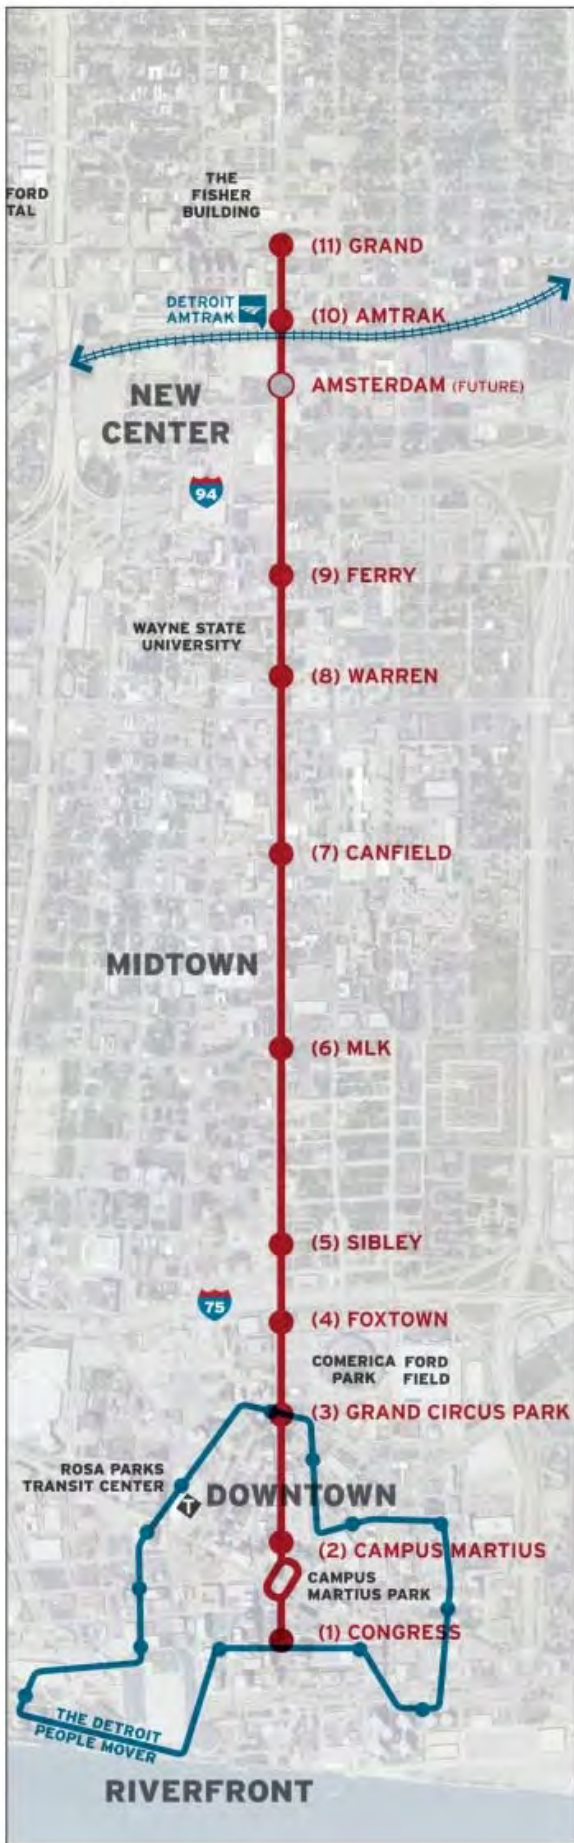 THE
FISHER
BUILDING
FORD
TAL
(11) GRAND
DETROIT
AMTRAK
(10) AMTRAK
AMSTERDAM (FUTURE)
NEW
CENTER
94
(9) FERRY
WAYNE STATE
UNIVERSITY
(8) WARREN
(7) CANFIELD
MIDTOWN
(6) MLK
(5) SIBLEY
75
(4) FOXTOWN
COMERICA
PARK
FORD
FIELD
(3) GRAND CIRCUS PARK
ROSA PARKS
TRANSIT CENTER
T
DOWNTOWN
(2) CAMPUS MARTIUS
CAMPUS
MARTIUS PARK
(1) CONGRESS
THE DETROIT
PEOPLE MOVER
RIVERFRONT